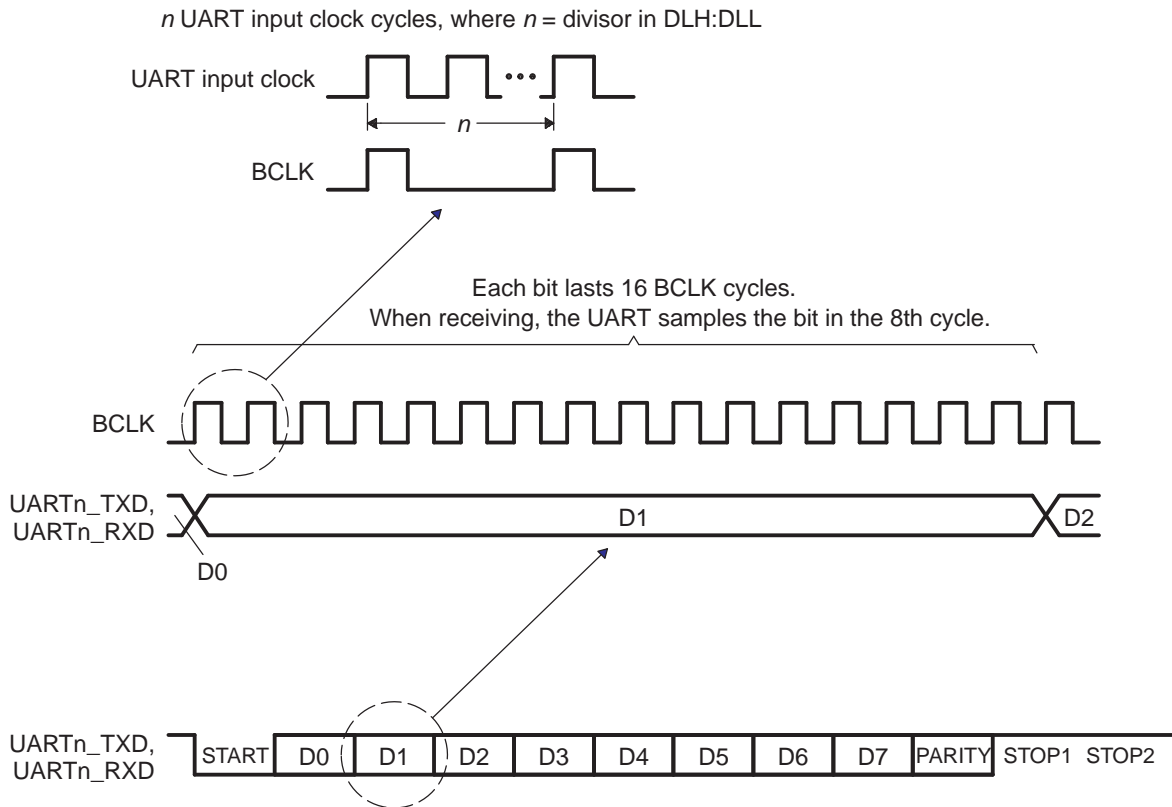 n UART input clock cycles, where n = divisor in DLH:DLL
UART input clock
n
BCLK
Each bit lasts 16 BCLK cycles.
When receiving, the UART samples the bit in the 8th cycle.
BCLK
UARTn_TXD,
UARTn_RXD
D1
D2
D0
UARTn_TXD,
UARTn_RXD
START D0 D1 D2 D3 D4 D5 D6 D7 PARITY STOP1 STOP2